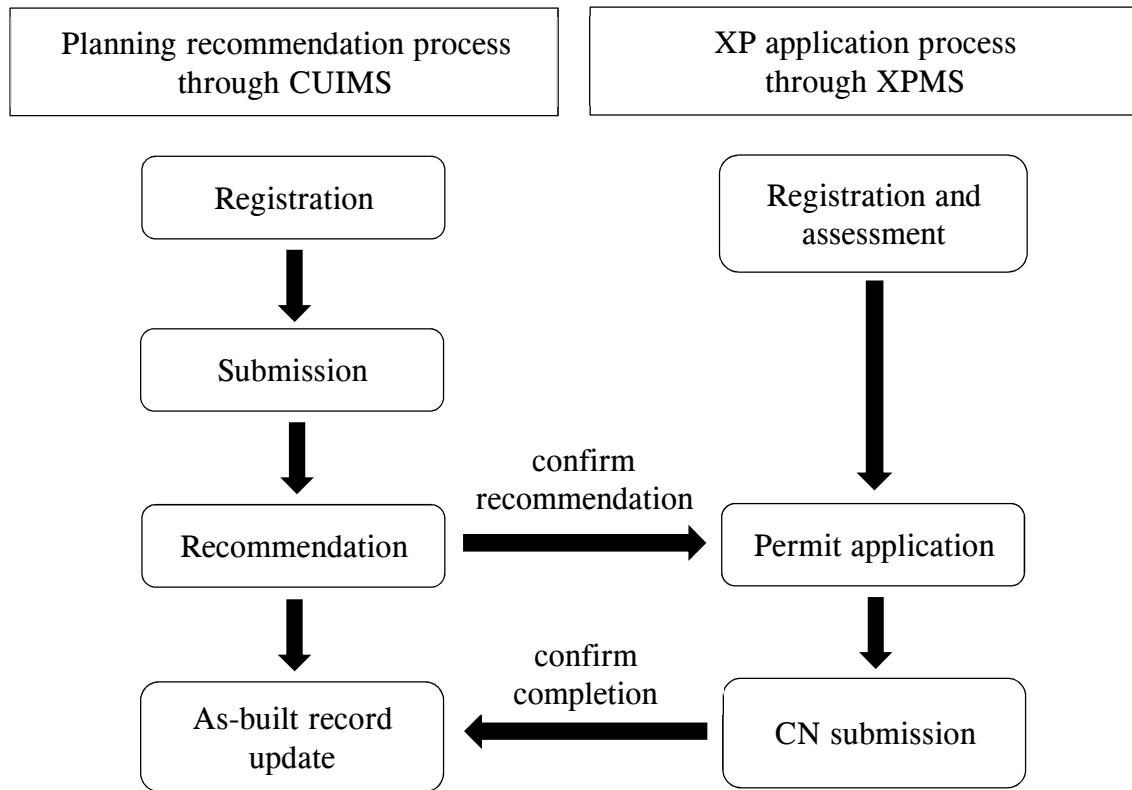 Planning recommendation process
through CUIMS
XP application process
through XPMS
Registration
Submission
Recommendation
As-built record
update
confirm
recommendation
confirm
completion
Registration and
assessment
Permit application
CN submission